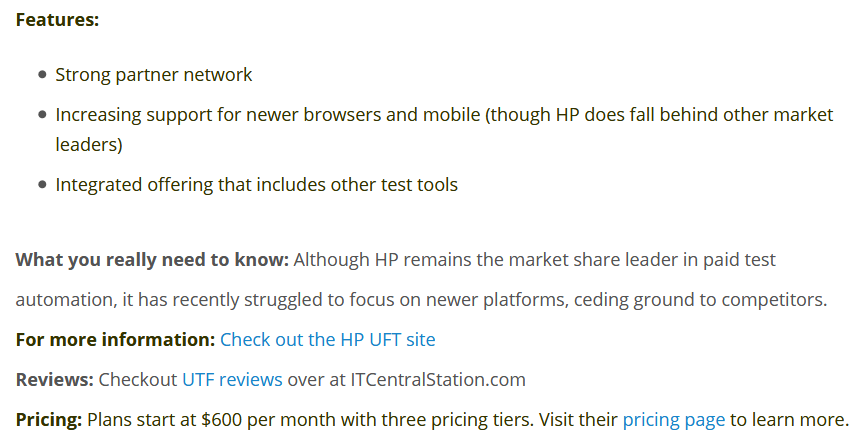 Features:
Strong partner network
Increasing support for newer browsers and mobile (though HP does fall behind other market
leaders)
Integrated offering that includes other test tools
What you really need to know: Although HP remains the market share leader in paid test
automation, it has recently struggled to focus on newer platforms, ceding ground to competitors.
For more information: Check out the HP UFT site
Reviews: Checkout UTF reviews over at ITCentralStation.com
Pricing: Plans start at $600 per month with three pricing tiers. Visit their pricing page to learn more.